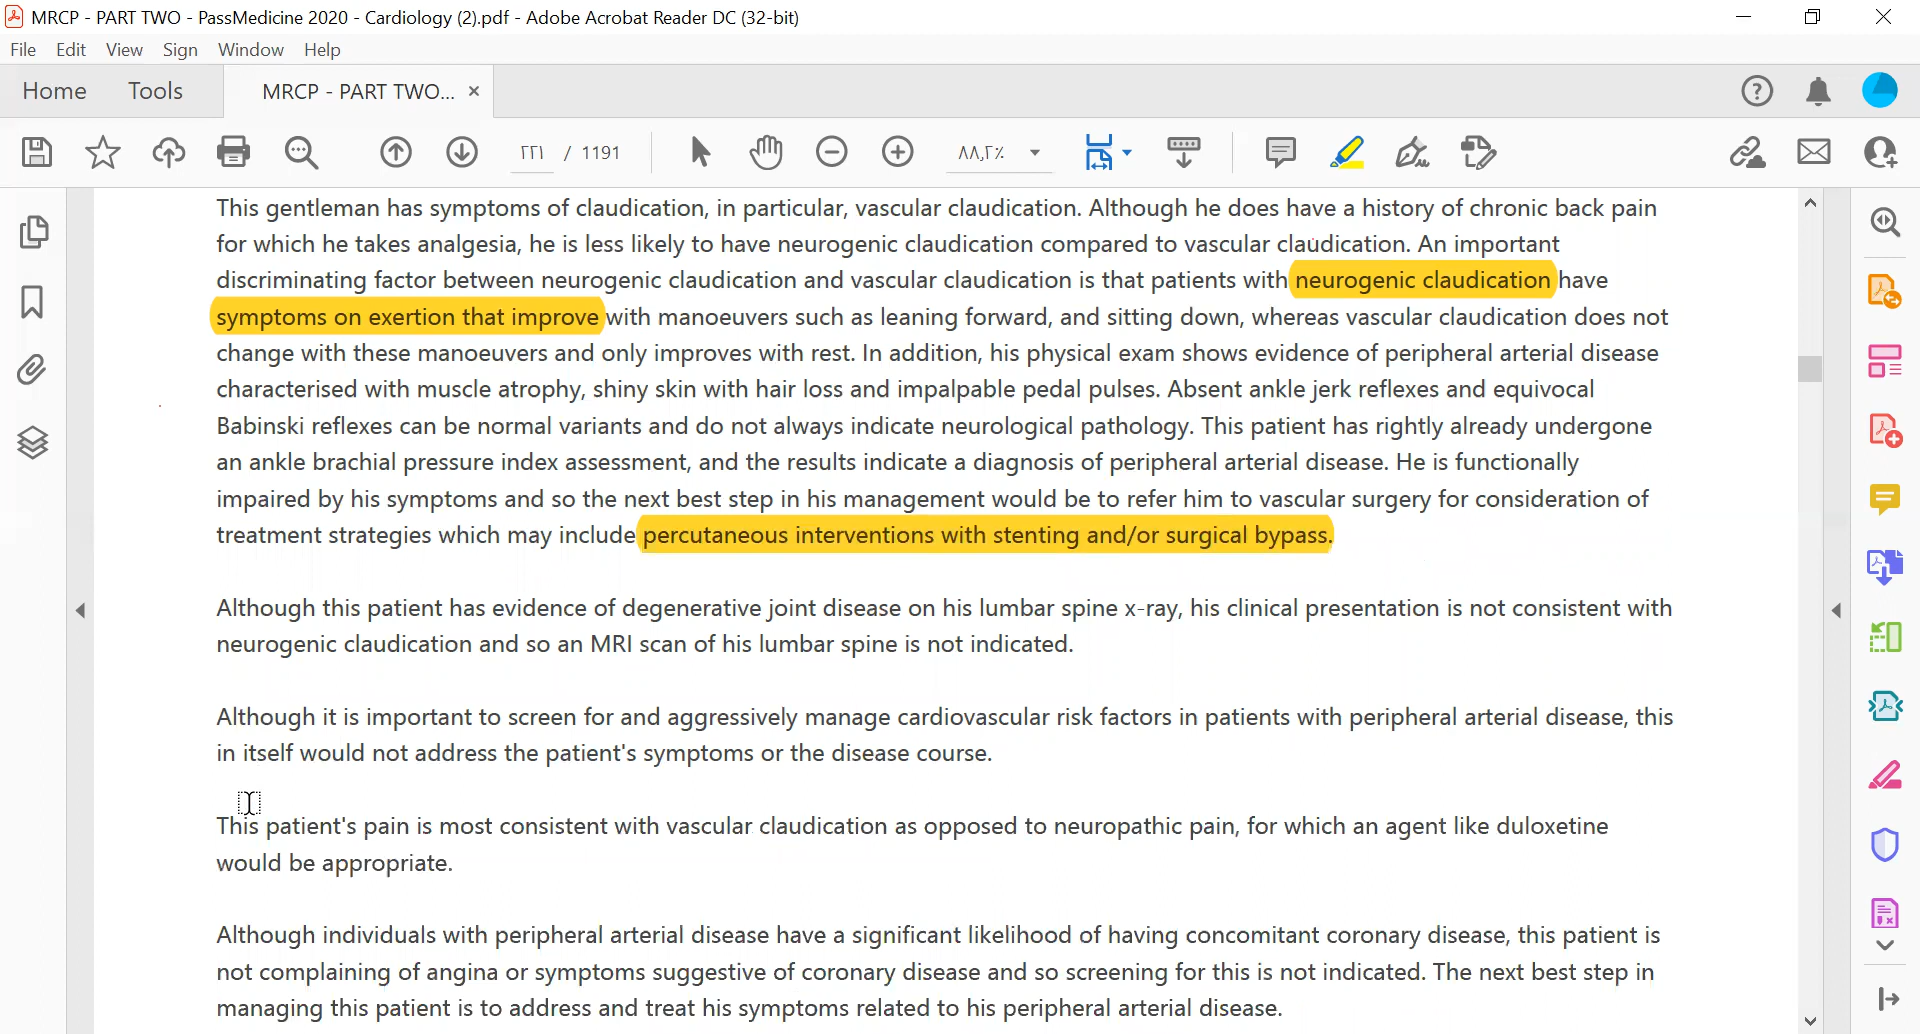 MRCP - PART TWO - PassMedicine 2020 - Cardiology (2).pdf - Adobe Acrobat Reader DC (32-bit)
File Edit View Sign Window Help
Home Tools MRCP - PART TWO... ×
٢٢١ / 1191 ٨٨,٢٪
This gentleman has symptoms of claudication, in particular, vascular claudication. Although he does have a history of chronic back pain
for which he takes analgesia, he is less likely to have neurogenic claudication compared to vascular claudication. An important
discriminating factor between neurogenic claudication and vascular claudication is that patients with neurogenic claudication have
symptoms on exertion that improve with manoeuvers such as leaning forward, and sitting down, whereas vascular claudication does not
change with these manoeuvers and only improves with rest. In addition, his physical exam shows evidence of peripheral arterial disease
characterised with muscle atrophy, shiny skin with hair loss and impalpable pedal pulses. Absent ankle jerk reflexes and equivocal
Babinski reflexes can be normal variants and do not always indicate neurological pathology. This patient has rightly already undergone
an ankle brachial pressure index assessment, and the results indicate a diagnosis of peripheral arterial disease. He is functionally
impaired by his symptoms and so the next best step in his management would be to refer him to vascular surgery for consideration of
treatment strategies which may include percutaneous interventions with stenting and/or surgical bypass.
Although this patient has evidence of degenerative joint disease on his lumbar spine x-ray, his clinical presentation is not consistent with
neurogenic claudication and so an MRI scan of his lumbar spine is not indicated.
Although it is important to screen for and aggressively manage cardiovascular risk factors in patients with peripheral arterial disease, this
in itself would not address the patient's symptoms or the disease course.
This patient's pain is most consistent with vascular claudication as opposed to neuropathic pain, for which an agent like duloxetine
would be appropriate.
Although individuals with peripheral arterial disease have a significant likelihood of having concomitant coronary disease, this patient is
not complaining of angina or symptoms suggestive of coronary disease and so screening for this is not indicated. The next best step in
managing this patient is to address and treat his symptoms related to his peripheral arterial disease.